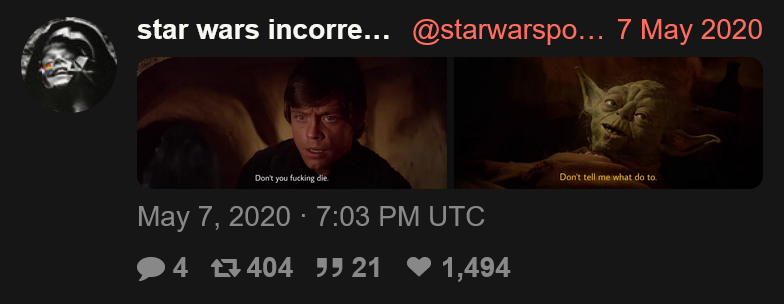 star wars incorre... @starwarspo... 7 May 2020
Don't you fucking die.
Don't tell me what do to.
May 7, 2020 · 7:03 PM UTC
4 404 21 1,494